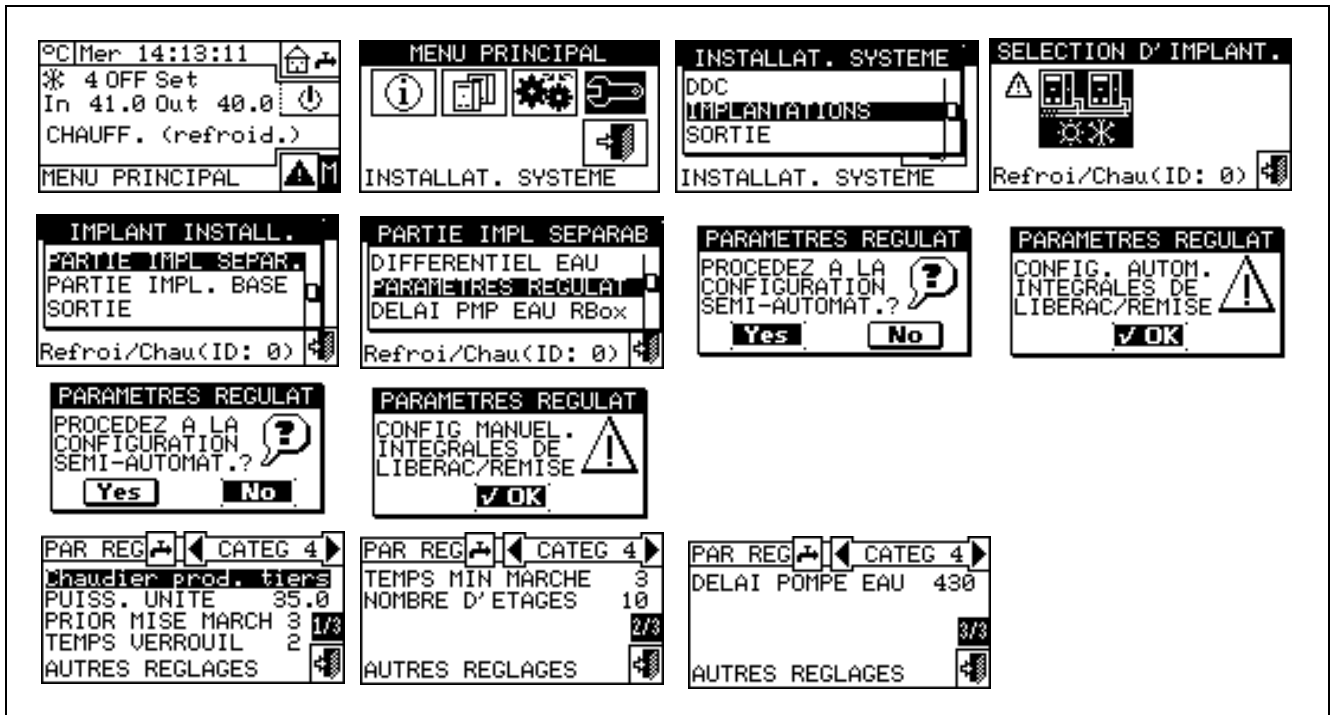 °C Mer 14:13:11
4 OFF Set
In 41.0 Out 40.0
CHAUFF. (refroid.)
MENU PRINCIPAL M
MENU PRINCIPAL
INSTALLAT. SYSTEME
INSTALLAT. SYSTEME
DDC
IMPLANTATIONS
SORTIE
INSTALLAT. SYSTEME
SELECTION D'IMPLANT.
Refroi/Chau(ID: 0)
IMPLANT INSTALL.
PARTIE IMPL SEPAR.
PARTIE IMPL. BASE
SORTIE
Refroi/Chau(ID: 0)
PARTIE IMPL SEPARAB
DIFFERENTIEL EAU
PARAMETRES REGULAT
DELAI PMP EAU RBox
Refroi/Chau(ID: 0)
PARAMETRES REGULAT
PROCEDEZ A LA
CONFIGURATION
SEMI-AUTOMAT.?
Yes No
PARAMETRES REGULAT
CONFIG. AUTOM.
INTEGRALES DE
LIBERAC/REMISE
√ OK
PARAMETRES REGULAT
PROCEDEZ A LA
CONFIGURATION
SEMI-AUTOMAT.?
Yes No
PARAMETRES REGULAT
CONFIG MANUEL.
INTEGRALES DE
LIBERAC/REMISE
√ OK
PAR REG CATEG 4
Chaudier prod. tiers
PUISS. UNITE 35.0
PRIOR MISE MARCH 3 1/3
TEMPS VERROUIL 2
AUTRES REGLAGES
PAR REG CATEG 4
TEMPS MIN MARCHE 3
NOMBRE D'ETAGES 10
2/3
AUTRES REGLAGES
PAR REG CATEG 4
DELAI POMPE EAU 430
3/3
AUTRES REGLAGES